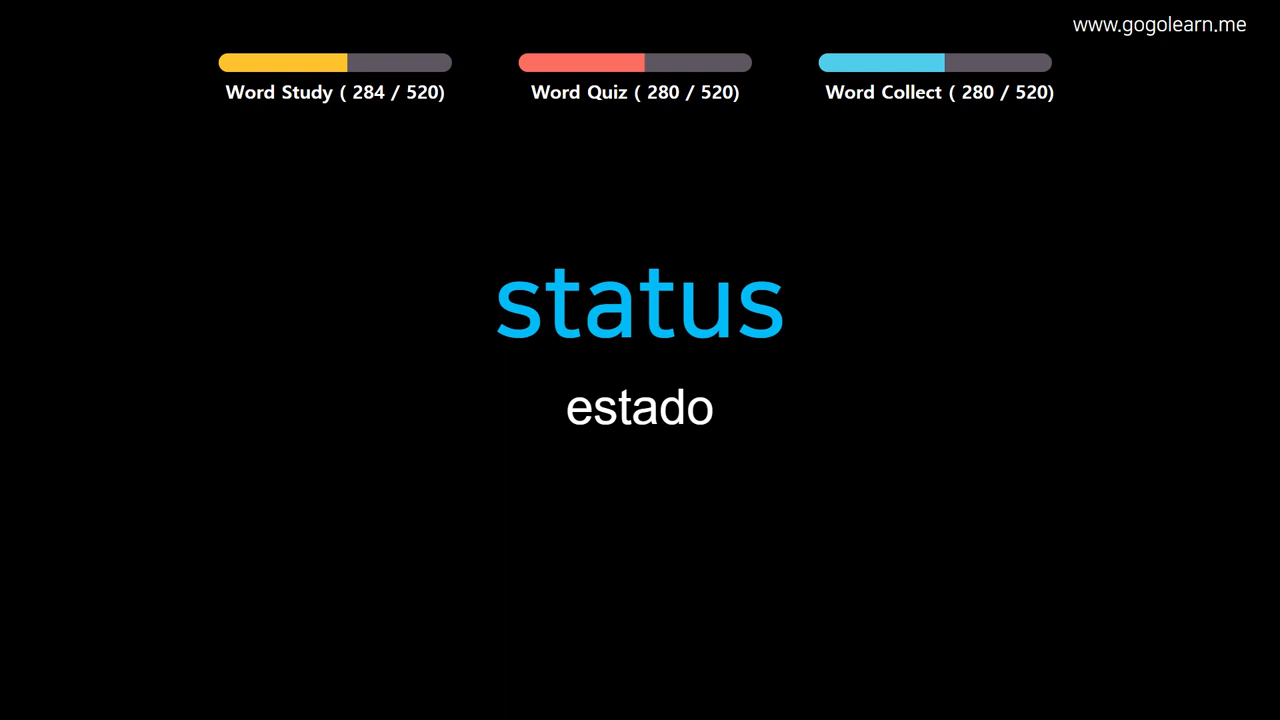 www.gogolearn.me
Word Study ( 284 / 520)
Word Quiz ( 280 / 520)
Word Collect ( 280 / 520)
status
estado